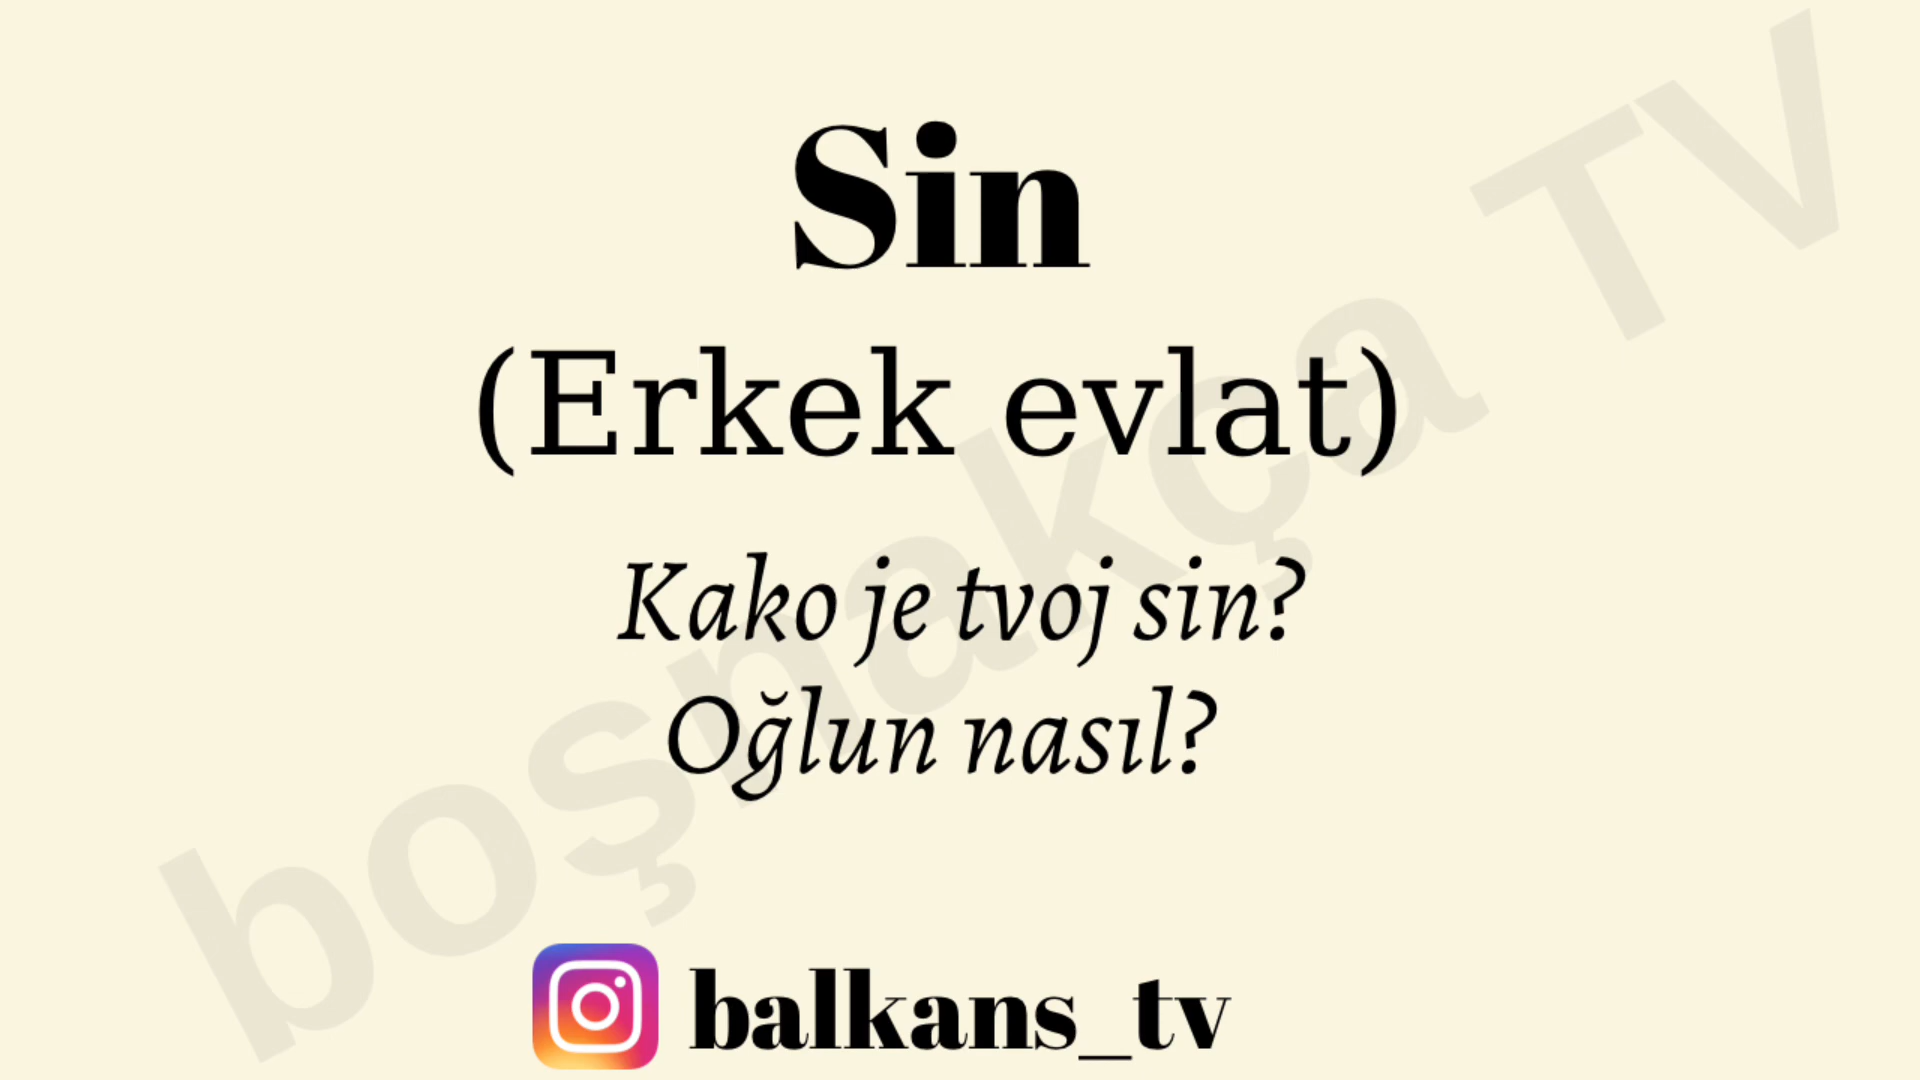 Sin
(Erkek evlat)
Kako je tvoj sin?
Oğlun nasıl?
balkans_tv
boşnakça TV